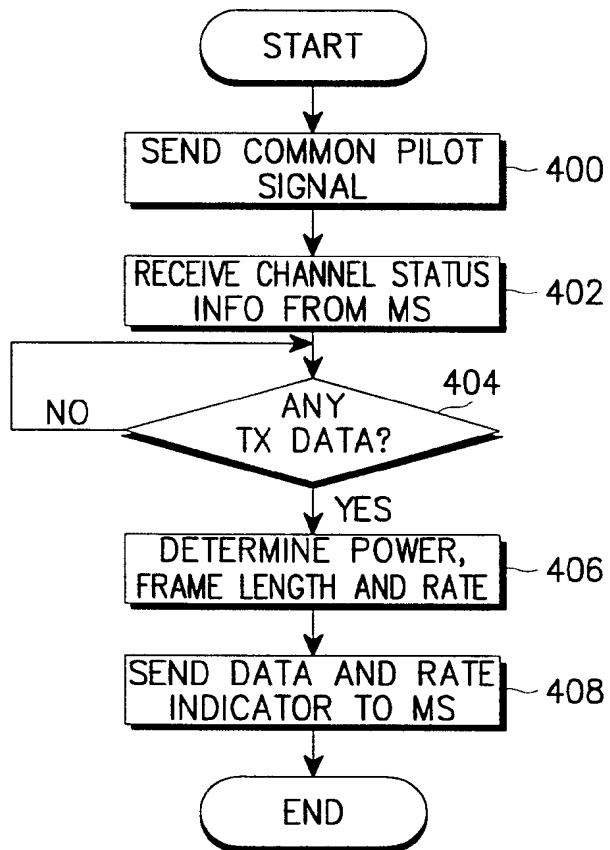 START
SEND COMMON PILOT
SIGNAL
400
RECEIVE CHANNEL STATUS
INFO FROM MS
402
404
ANY
TX DATA?
NO
YES
DETERMINE POWER,
FRAME LENGTH AND RATE
406
SEND DATA AND RATE
INDICATOR TO MS
408
END